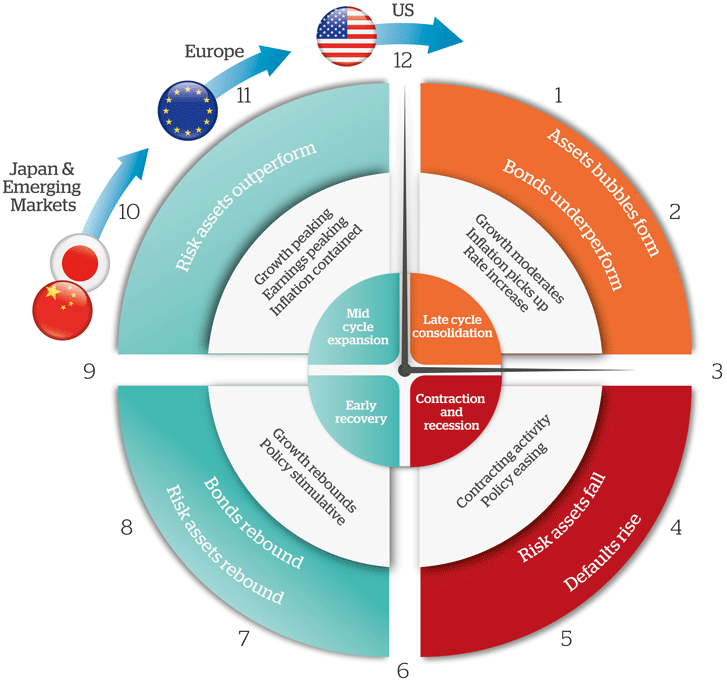 US
Europe
Japan &
Emerging
Markets
12
11
1
10
2
9
3
8
4
7
5
6
Risk assets outperform
Growth peaking
Earnings peaking
Inflation contained
Mid
cycle
expansion
Assets bubbles form
Bonds underperform
Growth moderates
Inflation picks up
Rate increase
Late cycle
consolidation
Early
recovery
Growth rebounds
Policy stimulative
Bonds rebound
Risk assets rebound
Contraction and
recession
Contracting activity
Policy easing
Risk assets fall
Defaults rise